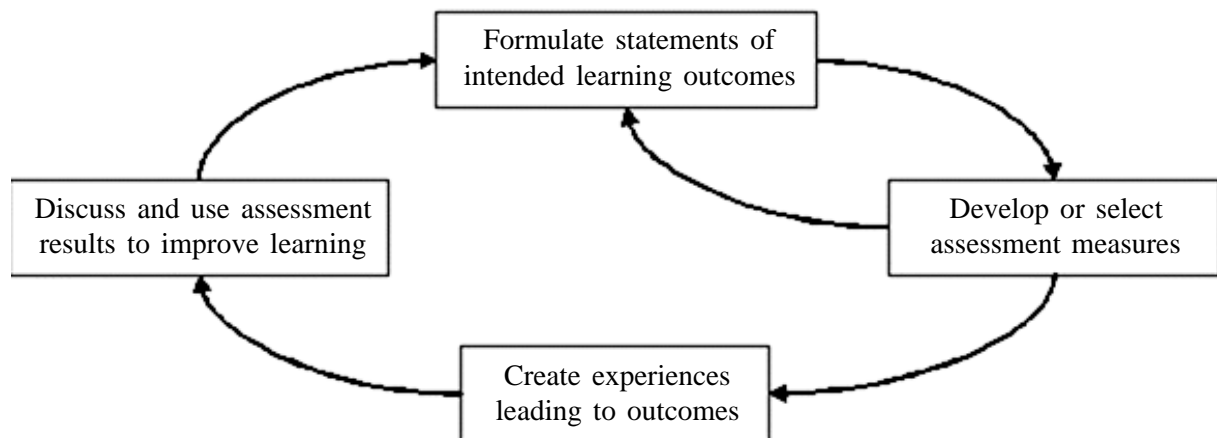 Formulate statements of
intended learning outcomes
Develop or select
assessment measures
Create experiences
leading to outcomes
Discuss and use assessment
results to improve learning